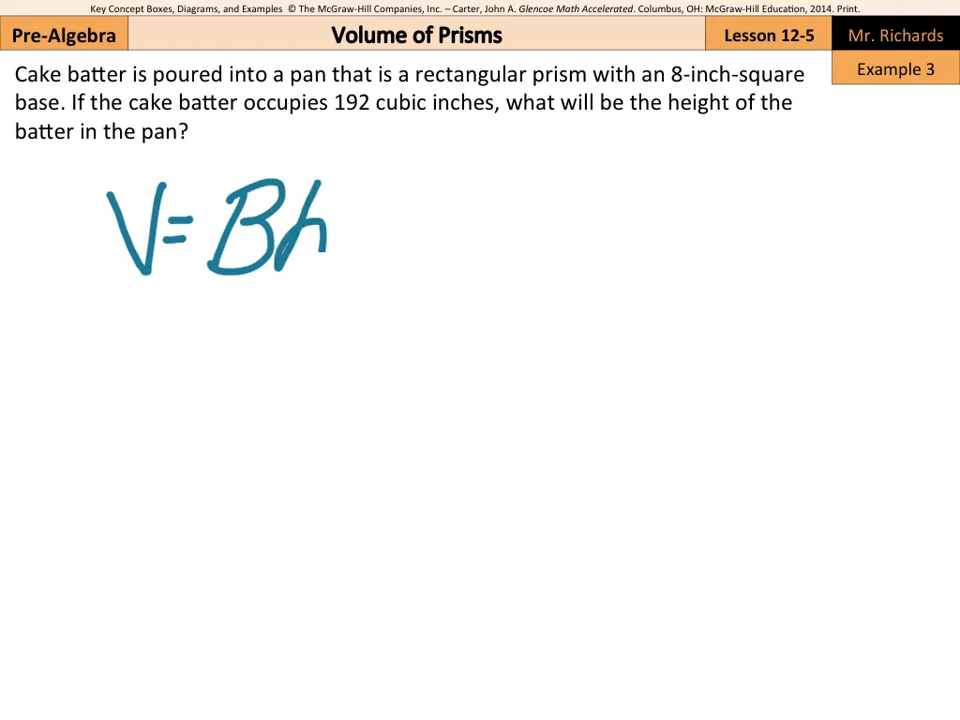 Key Concept Boxes, Diagrams, and Examples © The McGraw-Hill Companies, Inc. – Carter, John A. Glencoe Math Accelerated. Columbus, OH: McGraw-Hill Education, 2014. Print.
Pre-Algebra
Volume of Prisms
Lesson 12-5
Mr. Richards
Example 3
Cake batter is poured into a pan that is a rectangular prism with an 8-inch-square
base. If the cake batter occupies 192 cubic inches, what will be the height of the
batter in the pan?
V = Bh